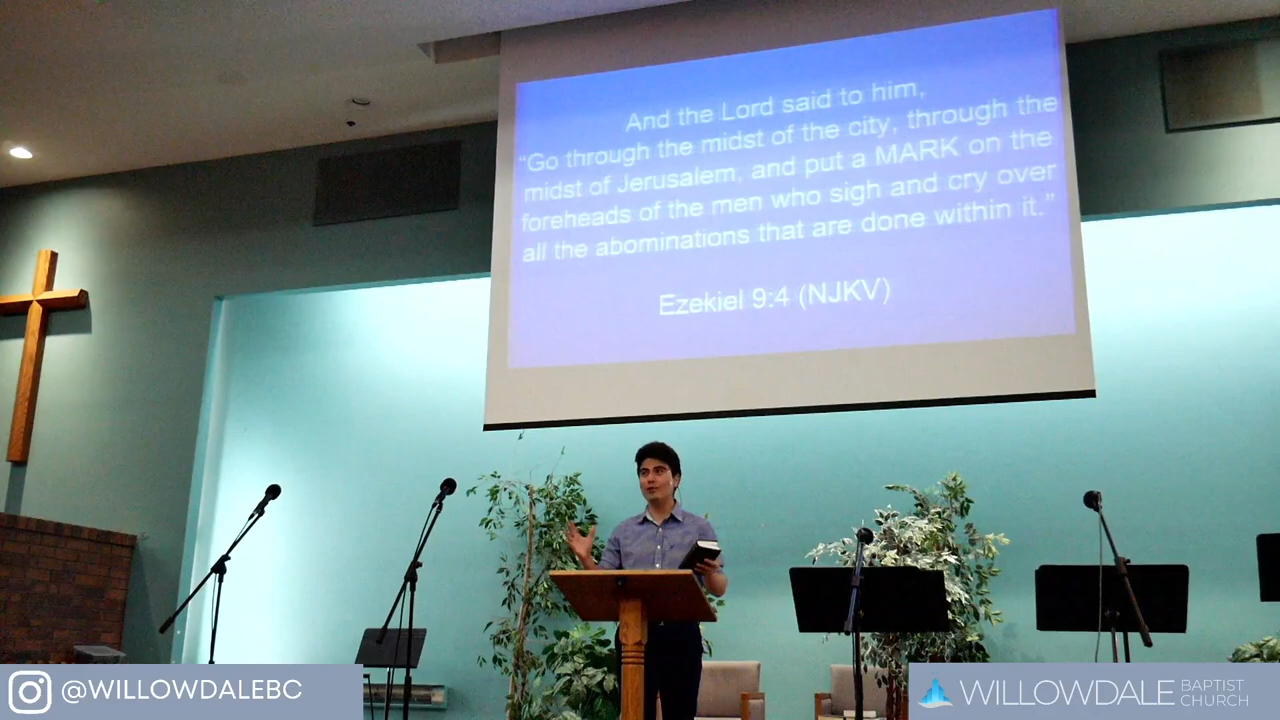 And the Lord said to him,
“Go through the midst of the city, through the
midst of Jerusalem, and put a MARK on the
foreheads of the men who sigh and cry over
all the abominations that are done within it.”
Ezekiel 9:4 (NJKV)
@WILLOWDALEBC
WILLOWDALE BAPTIST
CHURCH